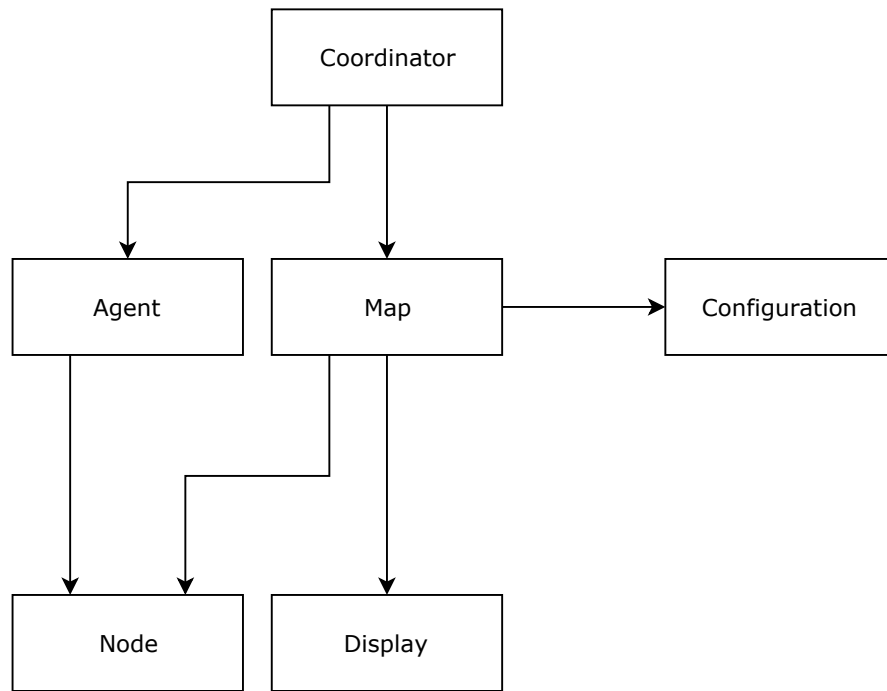 Coordinator
Agent
Map
Configuration
Node
Display